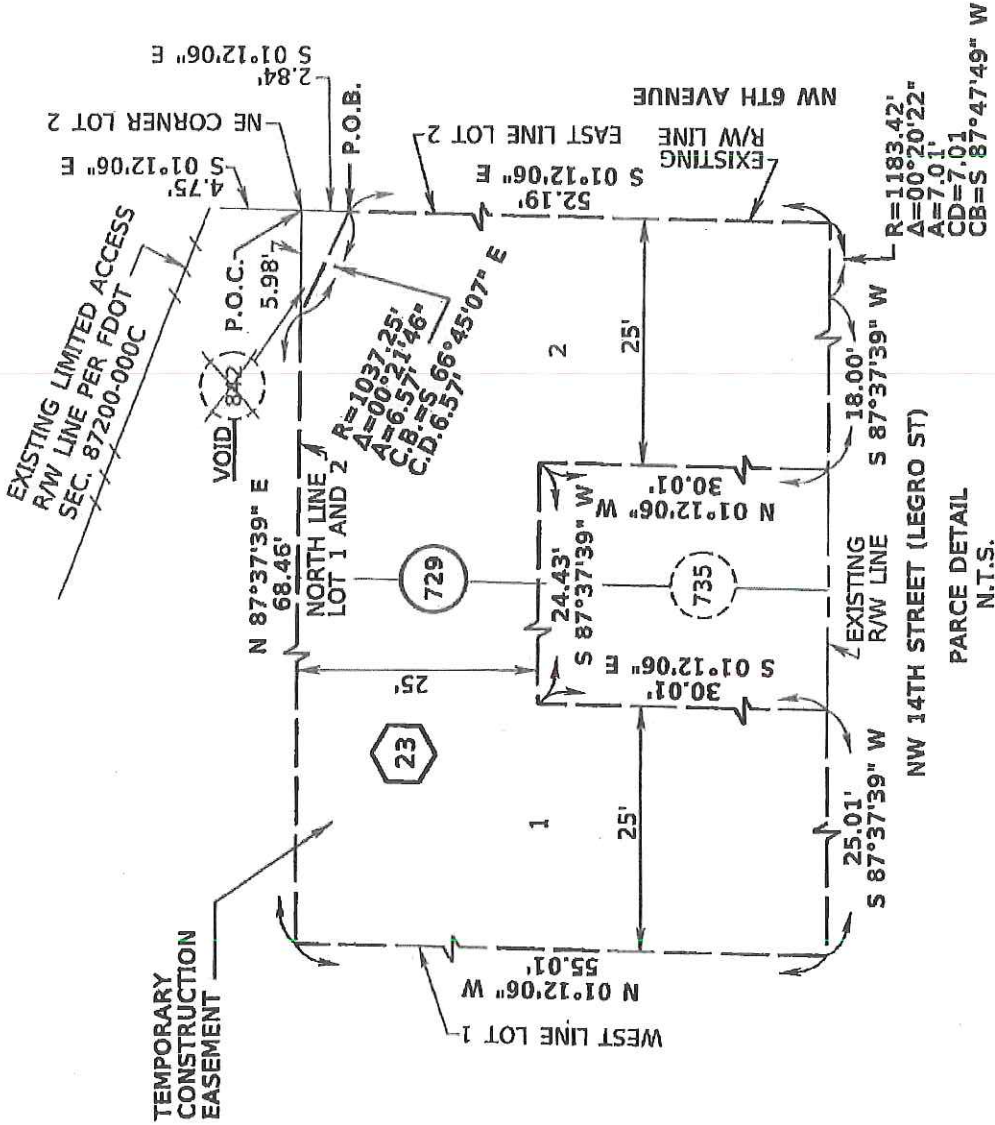 EXISTING LIMITED ACCESS
R/W LINE PER FDOT
SEC. 87200-000C
4.75'
S 01°12'06" E
NE CORNER LOT 2
2.84'
S 01°12'06" E
P.O.C.
5.98'
P.O.B.
VOID
842
N 87°37'39" E
68.46'
NORTH LINE
LOT 1 AND 2
R=1037.25'
Δ=00°21'46"
A=6.57'
C.B.=S 66°45'07" E
C.D.6.57'
EAST LINE LOT 2
52.19'
S 01°12'06" E
EXISTING
R/W LINE
NW 6TH AVENUE
TEMPORARY
CONSTRUCTION
EASEMENT
23
25'
729
2
25'
1
25'
24.43'
S 87°37'39" W
30.01'
S 01°12'06" E
735
30.01'
N 01°12'06" W
WEST LINE LOT 1
55.01'
N 01°12'06" W
25.01'
S 87°37'39" W
EXISTING
R/W LINE
18.00'
S 87°37'39" W
R=1183.42'
Δ=00°20'22"
A=7.01'
CD=7.01
CB=S 87°47'49" W
NW 14TH STREET (LEGRO ST)
PARCE DETAIL
N.T.S.